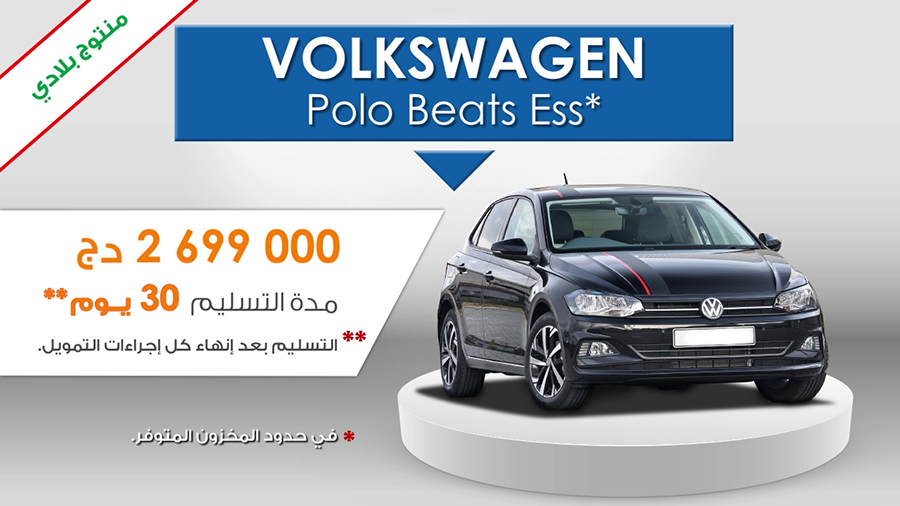 منتوج بلادي
VOLKSWAGEN
Polo Beats Ess*
2 699 000 دج
مدة التسليم 30 يوم**
** التسليم بعد إنهاء كل إجراءات التمويل.
* في حدود المخزون المتوفر.